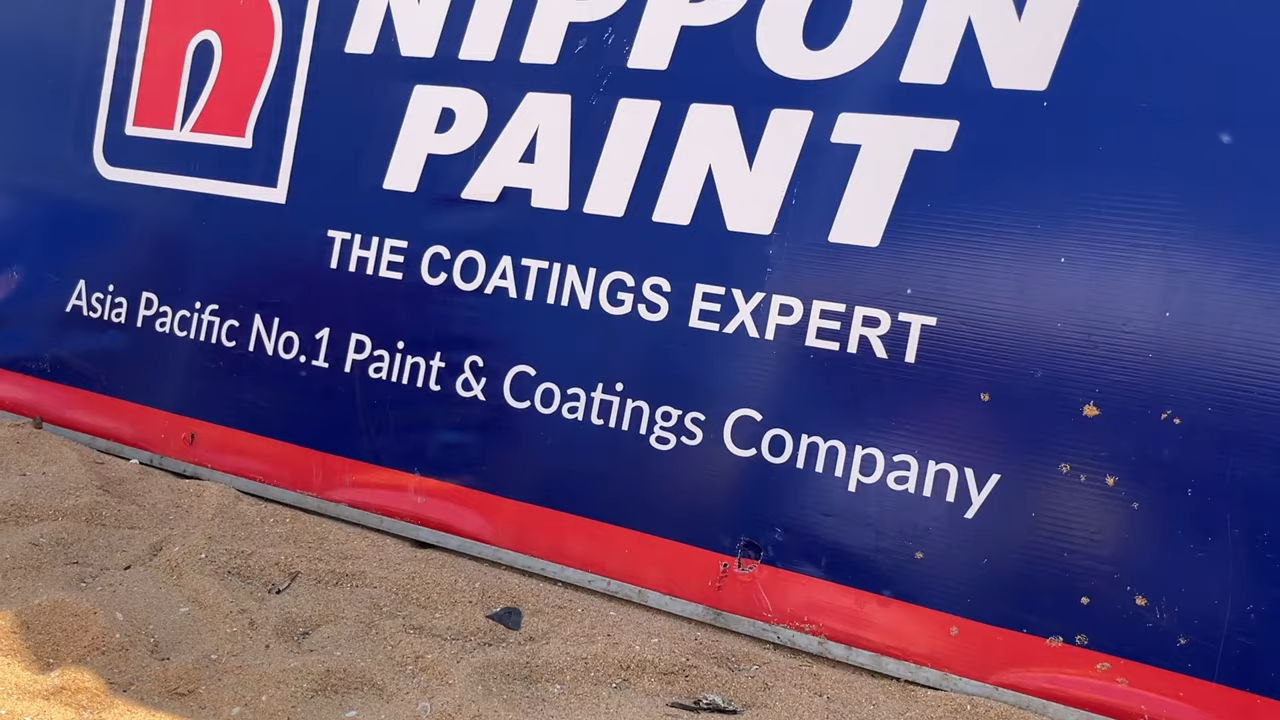 NIPPON
PAINT
THE COATINGS EXPERT
Asia Pacific No.1 Paint & Coatings Company